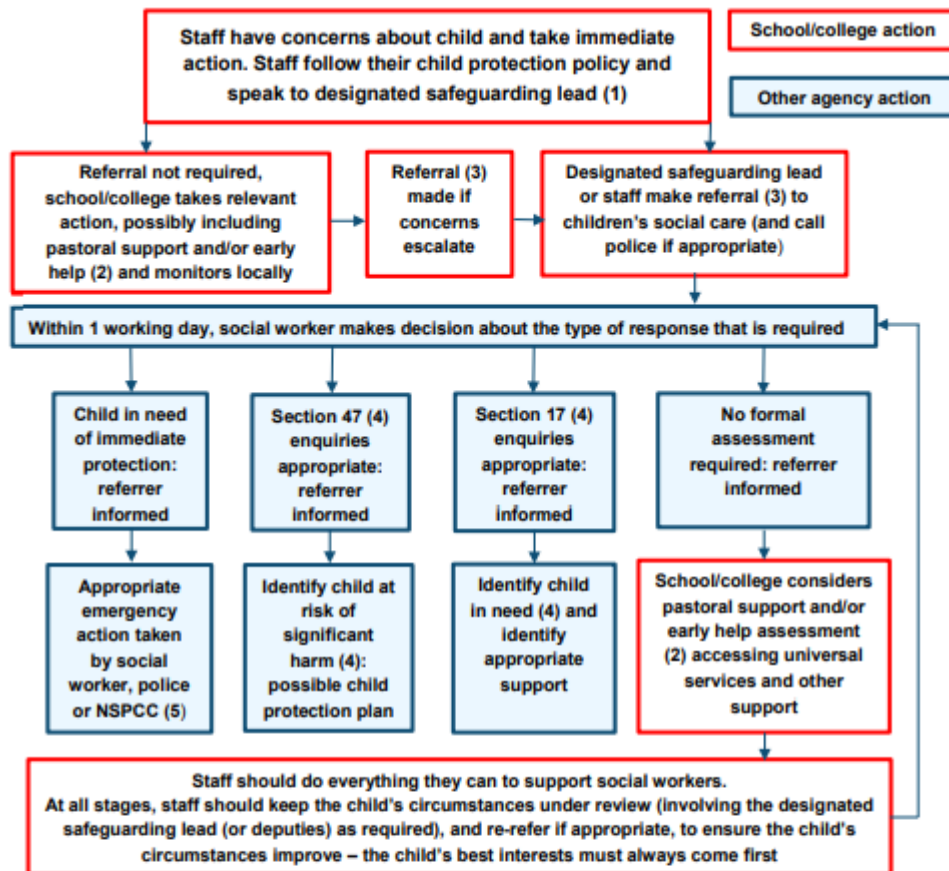 Staff have concerns about child and take immediate
action. Staff follow their child protection policy and
speak to designated safeguarding lead (1)
School/college action
Other agency action
Referral not required,
school/college takes relevant
action, possibly including
pastoral support and/or early
help (2) and monitors locally
Referral (3)
made if
concerns
escalate
Designated safeguarding lead
or staff make referral (3) to
children's social care (and call
police if appropriate)
Within 1 working day, social worker makes decision about the type of response that is required
Child in need
of immediate
protection:
referrer
informed
Section 47 (4)
enquiries
appropriate:
referrer
informed
Section 17 (4)
enquiries
appropriate:
referrer
informed
No formal
assessment
required: referrer
informed
Appropriate
emergency
action taken
by social
worker, police
or NSPCC (5)
Identify child at
risk of
significant
harm (4):
possible child
protection plan
Identify child
in need (4) and
identify
appropriate
support
School/college considers
pastoral support and/or
early help assessment
(2) accessing universal
services and other
support
Staff should do everything they can to support social workers.
At all stages, staff should keep the child's circumstances under review (involving the designated
safeguarding lead (or deputies) as required), and re-refer if appropriate, to ensure the child's
circumstances improve – the child's best interests must always come first